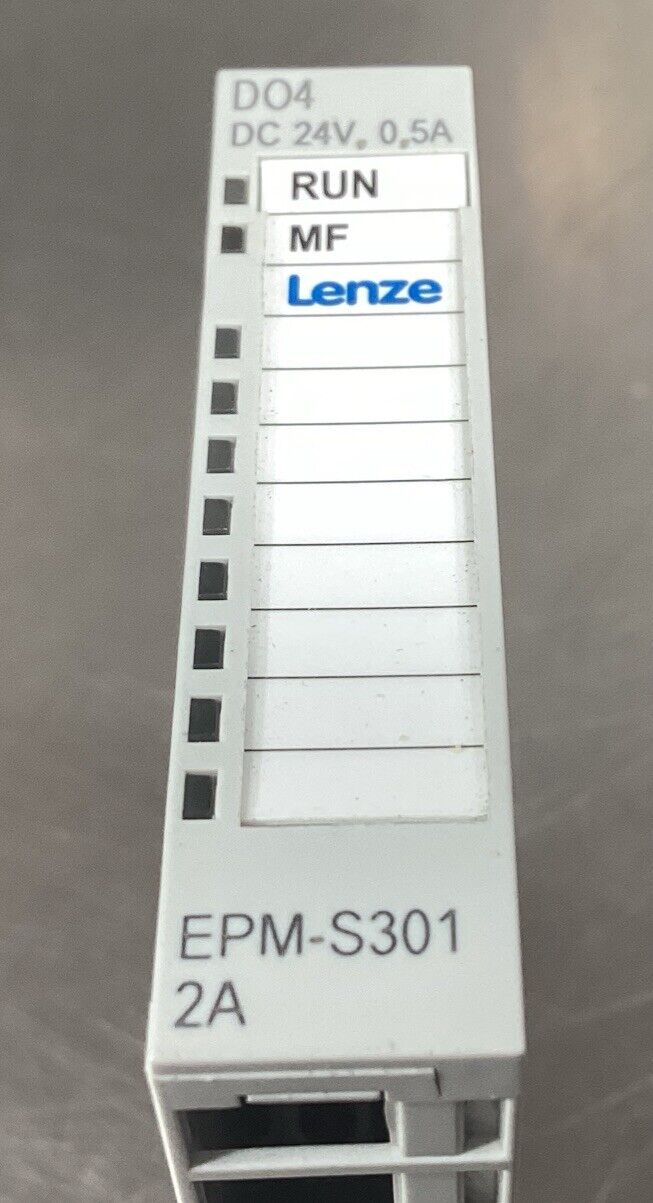 DO4
DC 24V, 0,5A
RUN
MF
Lenze
EPM-S301
2A